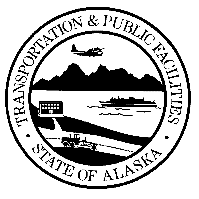 TRANSPORTATION & PUBLIC FACILITIES
STATE OF ALASKA